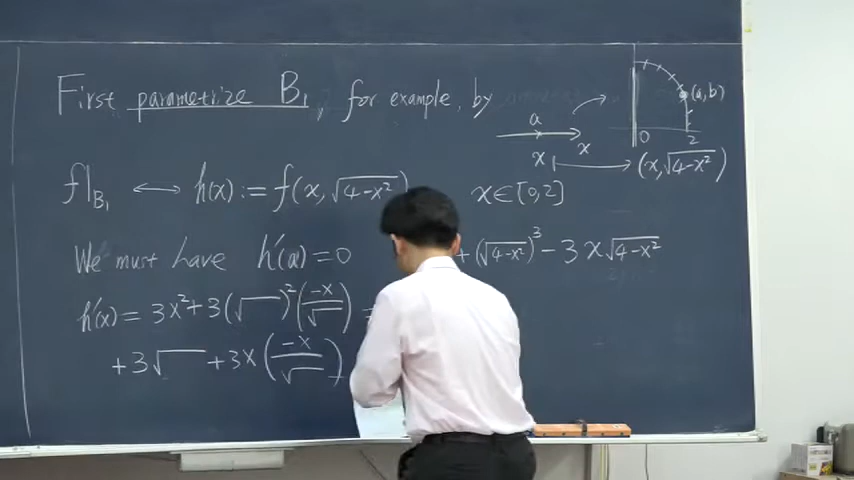 First parametrize B₁, for example, by
a
x
x ⟼ (x, √(4-x²))
(a,b)
0 2
f|B₁ ⟷ h(x) := f(x, √(4-x²)) x∈[0,2]
We must have h'(a) = 0 + (√(4-x²))³ - 3x√(4-x²)
h'(x) = 3x² + 3(√ )² (-x/√ )
+3√ +3x (-x/√ )